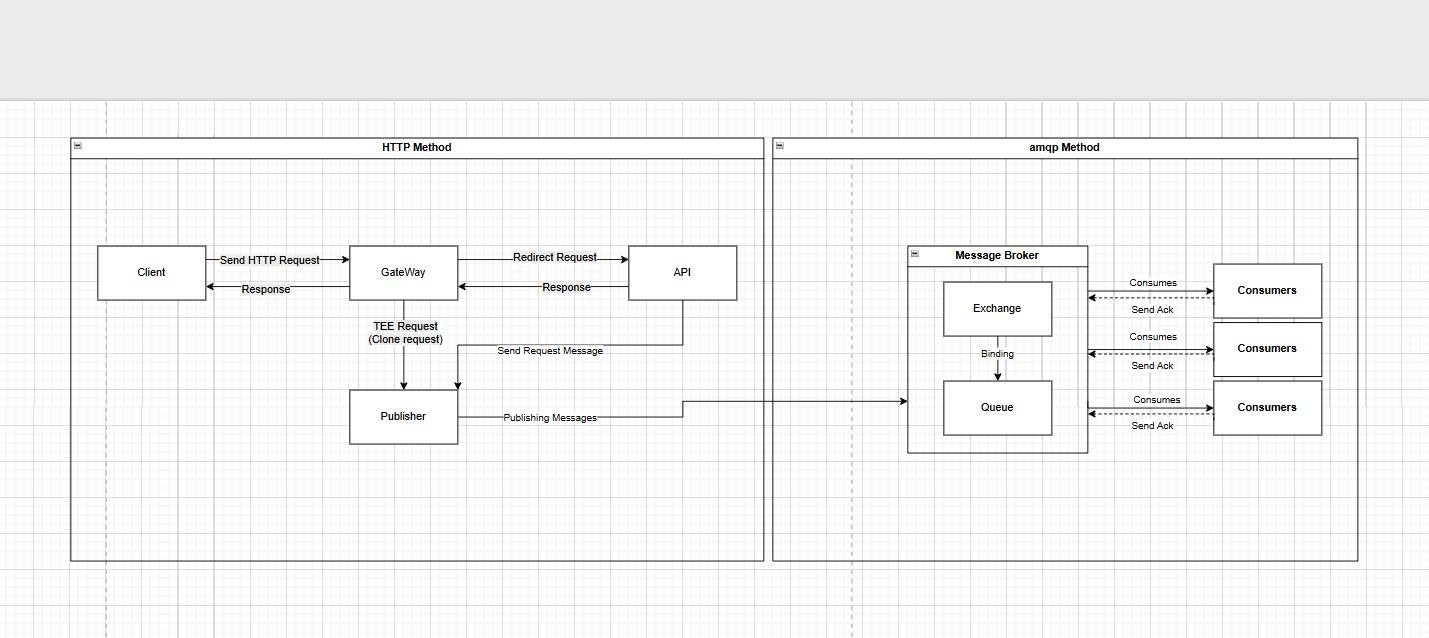 HTTP Method
amqp Method
Client
Send HTTP Request
Response
GateWay
Redirect Request
Response
API
TEE Request
(Clone request)
Send Request Message
Publisher
Publishing Messages
Message Broker
Exchange
Binding
Queue
Consumes
Send Ack
Consumers
Consumes
Send Ack
Consumers
Consumes
Send Ack
Consumers